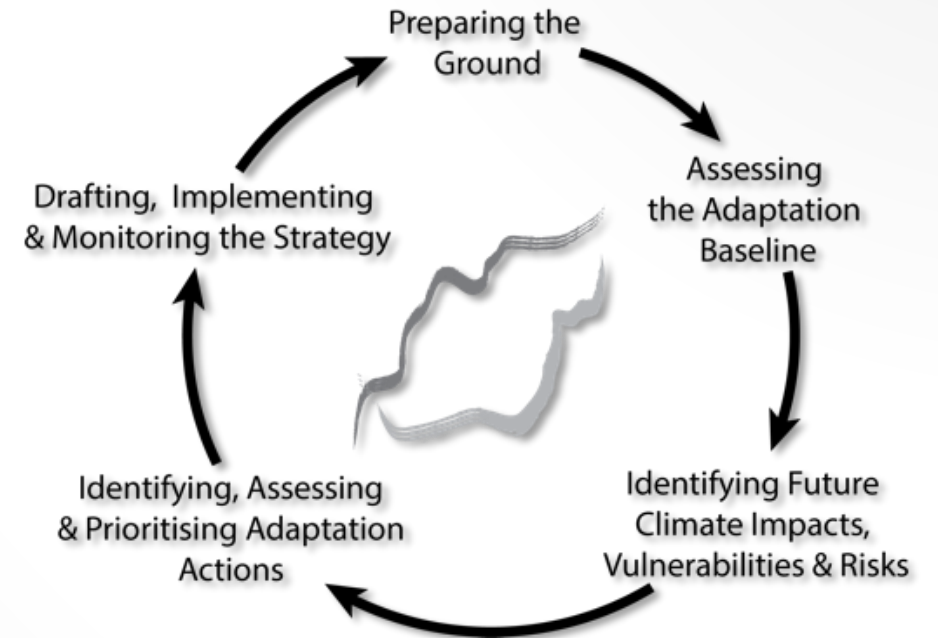 Preparing the
Ground
Assessing
the Adaptation
Baseline
Identifying Future
Climate Impacts,
Vulnerabilities & Risks
Identifying, Assessing
& Prioritising Adaptation
Actions
Drafting, Implementing
& Monitoring the Strategy